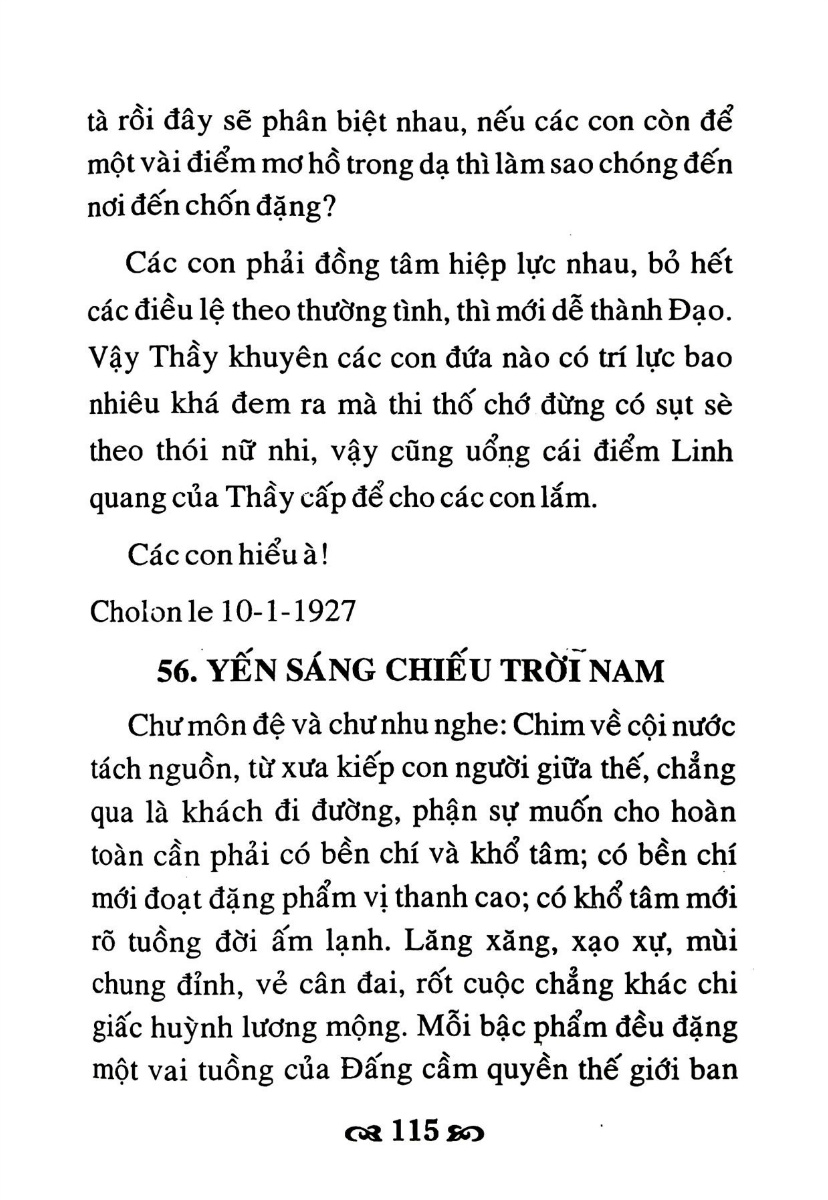 tà rồi đây sẽ phân biệt nhau, nếu các con còn để
một vài điểm mơ hồ trong dạ thì làm sao chóng đến
nơi đến chốn đặng?
Các con phải đồng tâm hiệp lực nhau, bỏ hết
các điều lệ theo thường tình, thì mới dễ thành Đạo.
Vậy Thầy khuyên các con đứa nào có trí lực bao
nhiêu khá đem ra mà thi thố chớ đừng có sụt sè
theo thói nữ nhi, vậy cũng uổng cái điểm Linh
quang của Thầy cấp để cho các con lắm.
Các con hiểu à!
Cholon le 10-1-1927
56. YẾN SÁNG CHIẾU TRỜI NAM
Chư môn đệ và chư nhu nghe: Chim về cội nước
tách nguồn, từ xưa kiếp con người giữa thế, chẳng
qua là khách đi đường, phận sự muốn cho hoàn
toàn cần phải có bền chí và khổ tâm; có bền chí
mới đoạt đặng phẩm vị thanh cao; có khổ tâm mới
rõ tuồng đời ấm lạnh. Lăng xăng, xạo xự, mùi
chung đỉnh, vẻ cân đai, rốt cuộc chẳng khác chi
giấc huỳnh lương mộng. Mỗi bậc phẩm đều đặng
một vai tuồng của Đấng cầm quyền thế giới ban
115